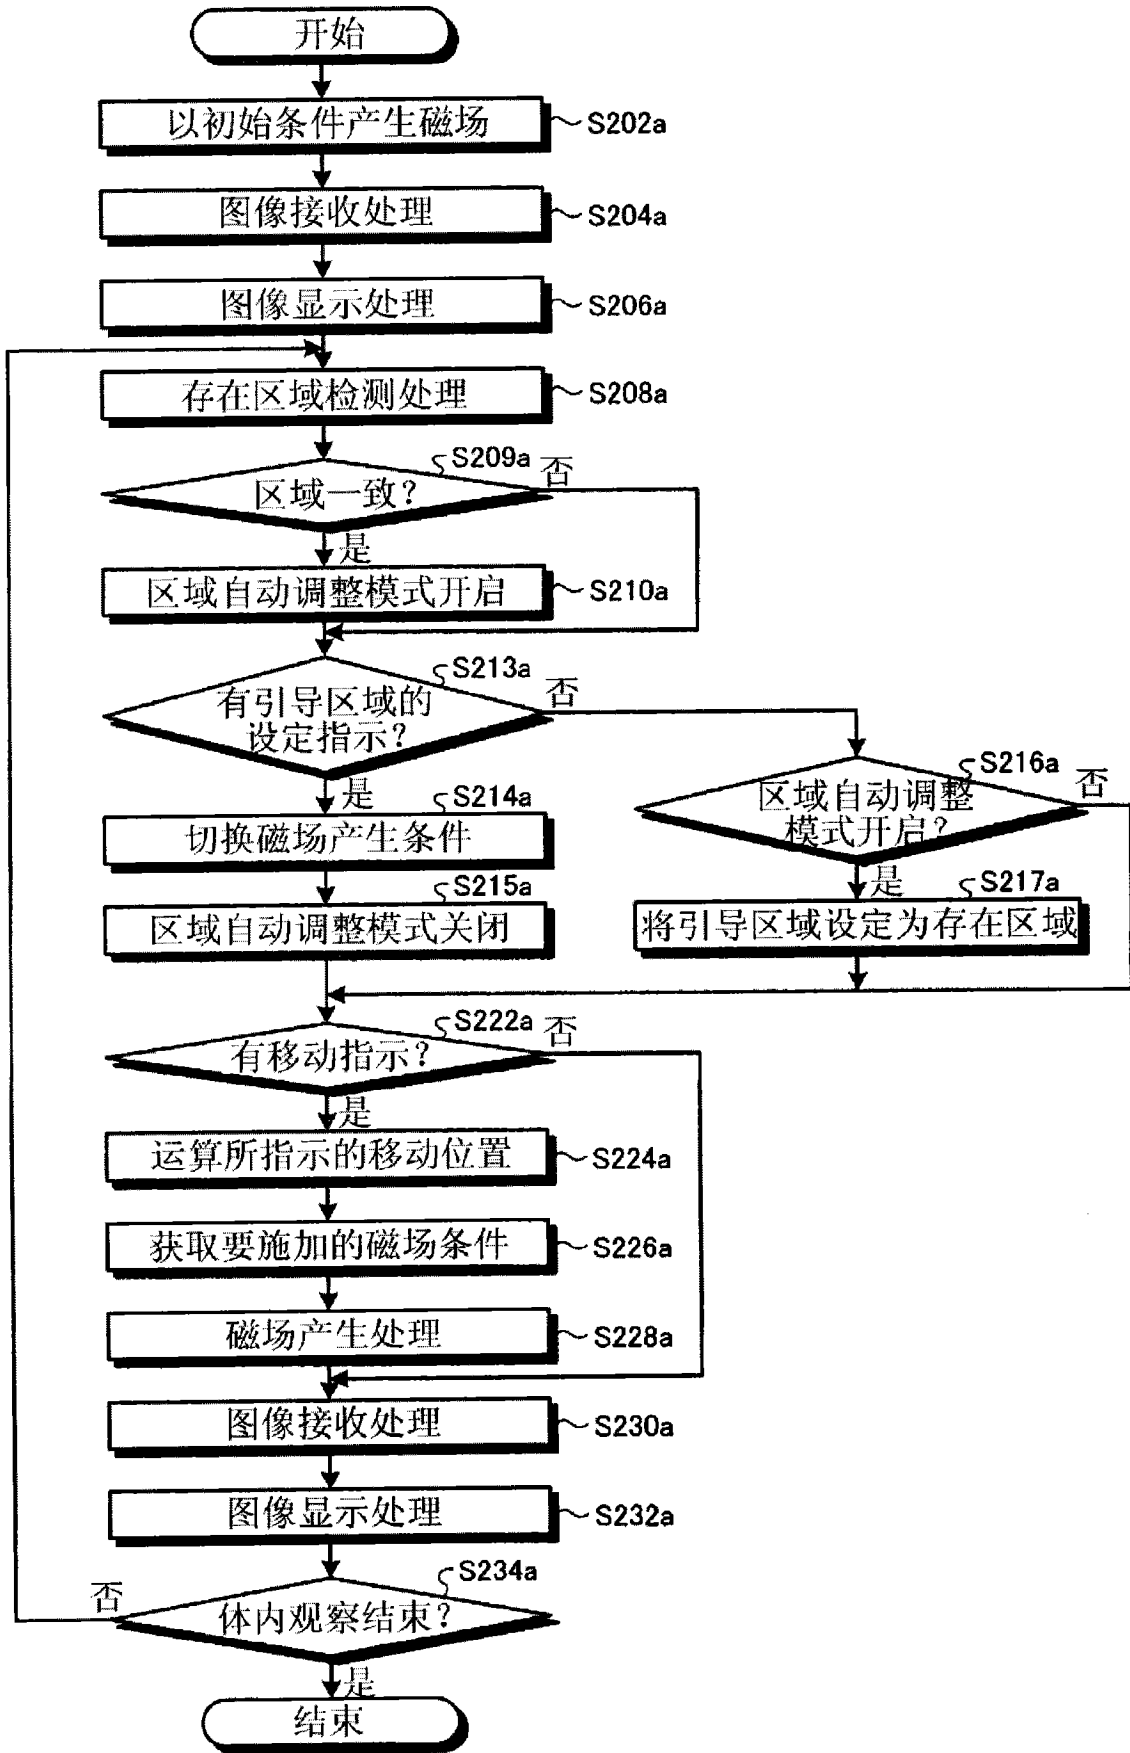 开始
以初始条件产生磁场
S202a
图像接收处理
S204a
图像显示处理
S206a
存在区域检测处理
S208a
S209a
否
区域一致?
是
区域自动调整模式开启
S210a
S213a
否
有引导区域的
设定指示?
是
S214a
切换磁场产生条件
S215a
区域自动调整模式关闭
S216a
否
区域自动调整
模式开启?
是
S217a
将引导区域设定为存在区域
S222a
否
有移动指示?
是
运算所指示的移动位置
S224a
获取要施加的磁场条件
S226a
磁场产生处理
S228a
图像接收处理
S230a
图像显示处理
S232a
S234a
否
体内观察结束?
是
结束